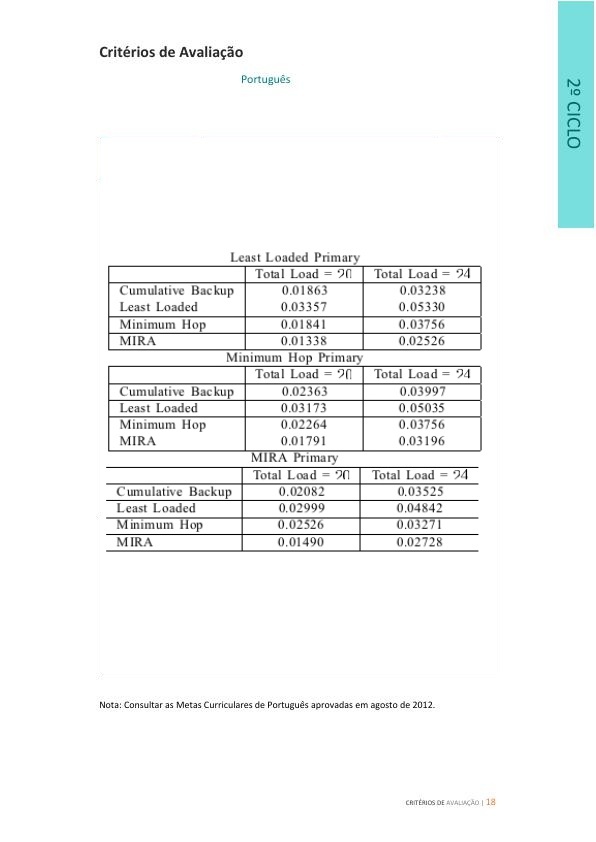 Critérios de Avaliação
Português
2º CICLO
Least Loaded Primary
Total Load = 20 Total Load = 24
Cumulative Backup 0.01863 0.03238
Least Loaded 0.03357 0.05330
Minimum Hop 0.01841 0.03756
MIRA 0.01338 0.02526
Minimum Hop Primary
Total Load = 20 Total Load = 24
Cumulative Backup 0.02363 0.03997
Least Loaded 0.03173 0.05035
Minimum Hop 0.02264 0.03756
MIRA 0.01791 0.03196
MIRA Primary
Total Load = 20 Total Load = 24
Cumulative Backup 0.02082 0.03525
Least Loaded 0.02999 0.04842
Minimum Hop 0.02526 0.03271
MIRA 0.01490 0.02728
Nota: Consultar as Metas Curriculares de Português aprovadas em agosto de 2012.
CRITÉRIOS DE AVALIAÇÃO | 18